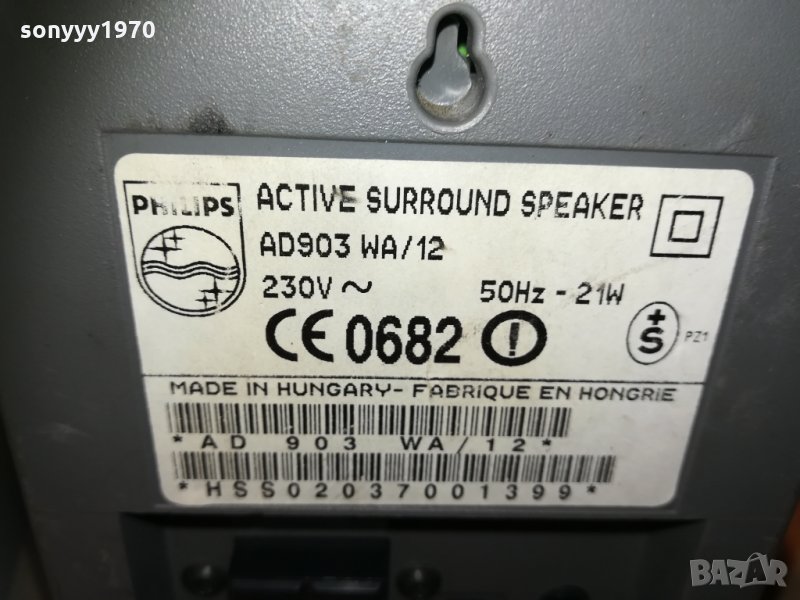 sonyyy1970
PHILIPS
ACTIVE SURROUND SPEAKER
AD903 WA/12
230V ~ 50Hz - 21W
CE 0682 !
+S PZ1
MADE IN HUNGARY- FABRIQUE EN HONGRIE
*AD 903 WA/12*
*HSS02037001399*
BAZAR